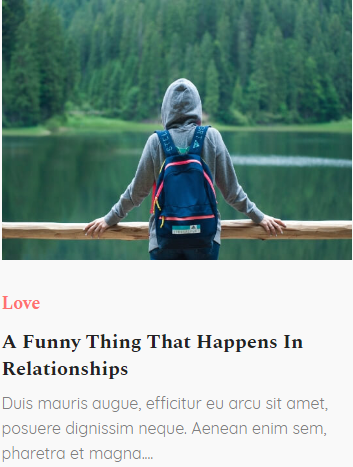 Love
A Funny Thing That Happens In
Relationships
Duis mauris augue, efficitur eu arcu sit amet,
posuere dignissim neque. Aenean enim sem,
pharetra et magna....